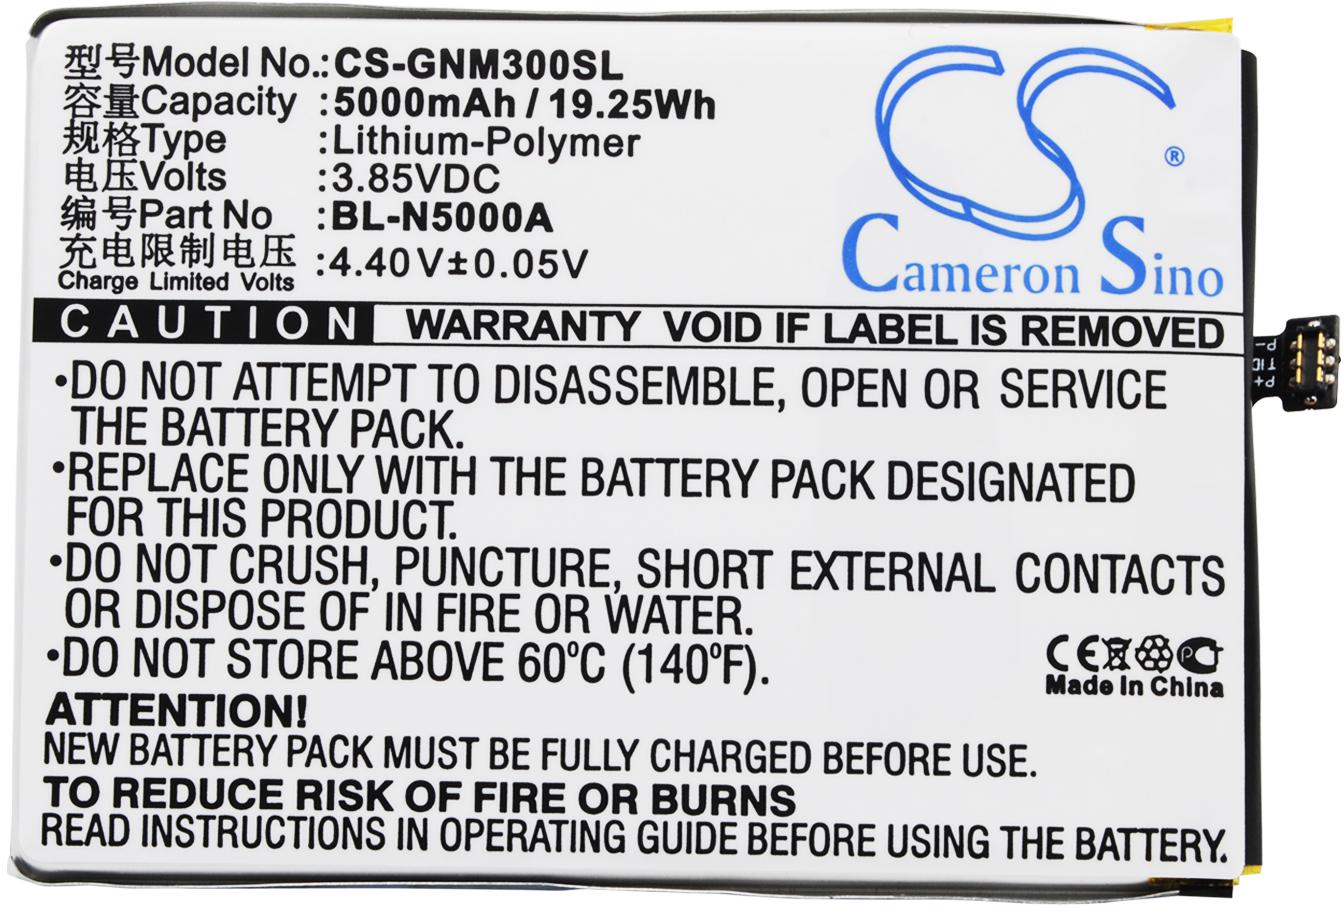 型号Model No.:CS-GNM300SL
容量Capacity :5000mAh / 19.25Wh
规格Type :Lithium-Polymer
电压Volts :3.85VDC
编号Part No :BL-N5000A
充电限制电压
Charge Limited Volts :4.40V±0.05V
CS
®
Cameron Sino
CAUTION WARRANTY VOID IF LABEL IS REMOVED
•DO NOT ATTEMPT TO DISASSEMBLE, OPEN OR SERVICE
THE BATTERY PACK.
•REPLACE ONLY WITH THE BATTERY PACK DESIGNATED
FOR THIS PRODUCT.
•DO NOT CRUSH, PUNCTURE, SHORT EXTERNAL CONTACTS
OR DISPOSE OF IN FIRE OR WATER.
•DO NOT STORE ABOVE 60ºC (140ºF).
CE PCT
Made In China
ATTENTION!
NEW BATTERY PACK MUST BE FULLY CHARGED BEFORE USE.
TO REDUCE RISK OF FIRE OR BURNS
READ INSTRUCTIONS IN OPERATING GUIDE BEFORE USING THE BATTERY.
P-
TID
P+